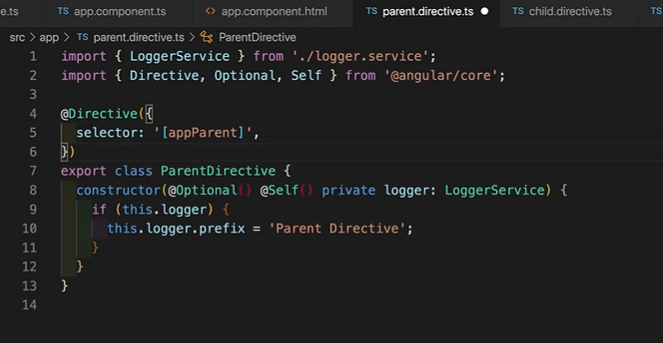 e.ts TS app.component.ts <> app.component.html TS parent.directive.ts ● TS child.directive.ts TS
src > app > TS parent.directive.ts > ParentDirective
1 import { LoggerService } from './logger.service';
2 import { Directive, Optional, Self } from '@angular/core';
3
4 @Directive({
5 selector: '[appParent]',
6 })
7 export class ParentDirective {
8 constructor(@Optional() @Self() private logger: LoggerService) {
9 if (this.logger) {
10 this.logger.prefix = 'Parent Directive';
11 }
12 }
13 }
14